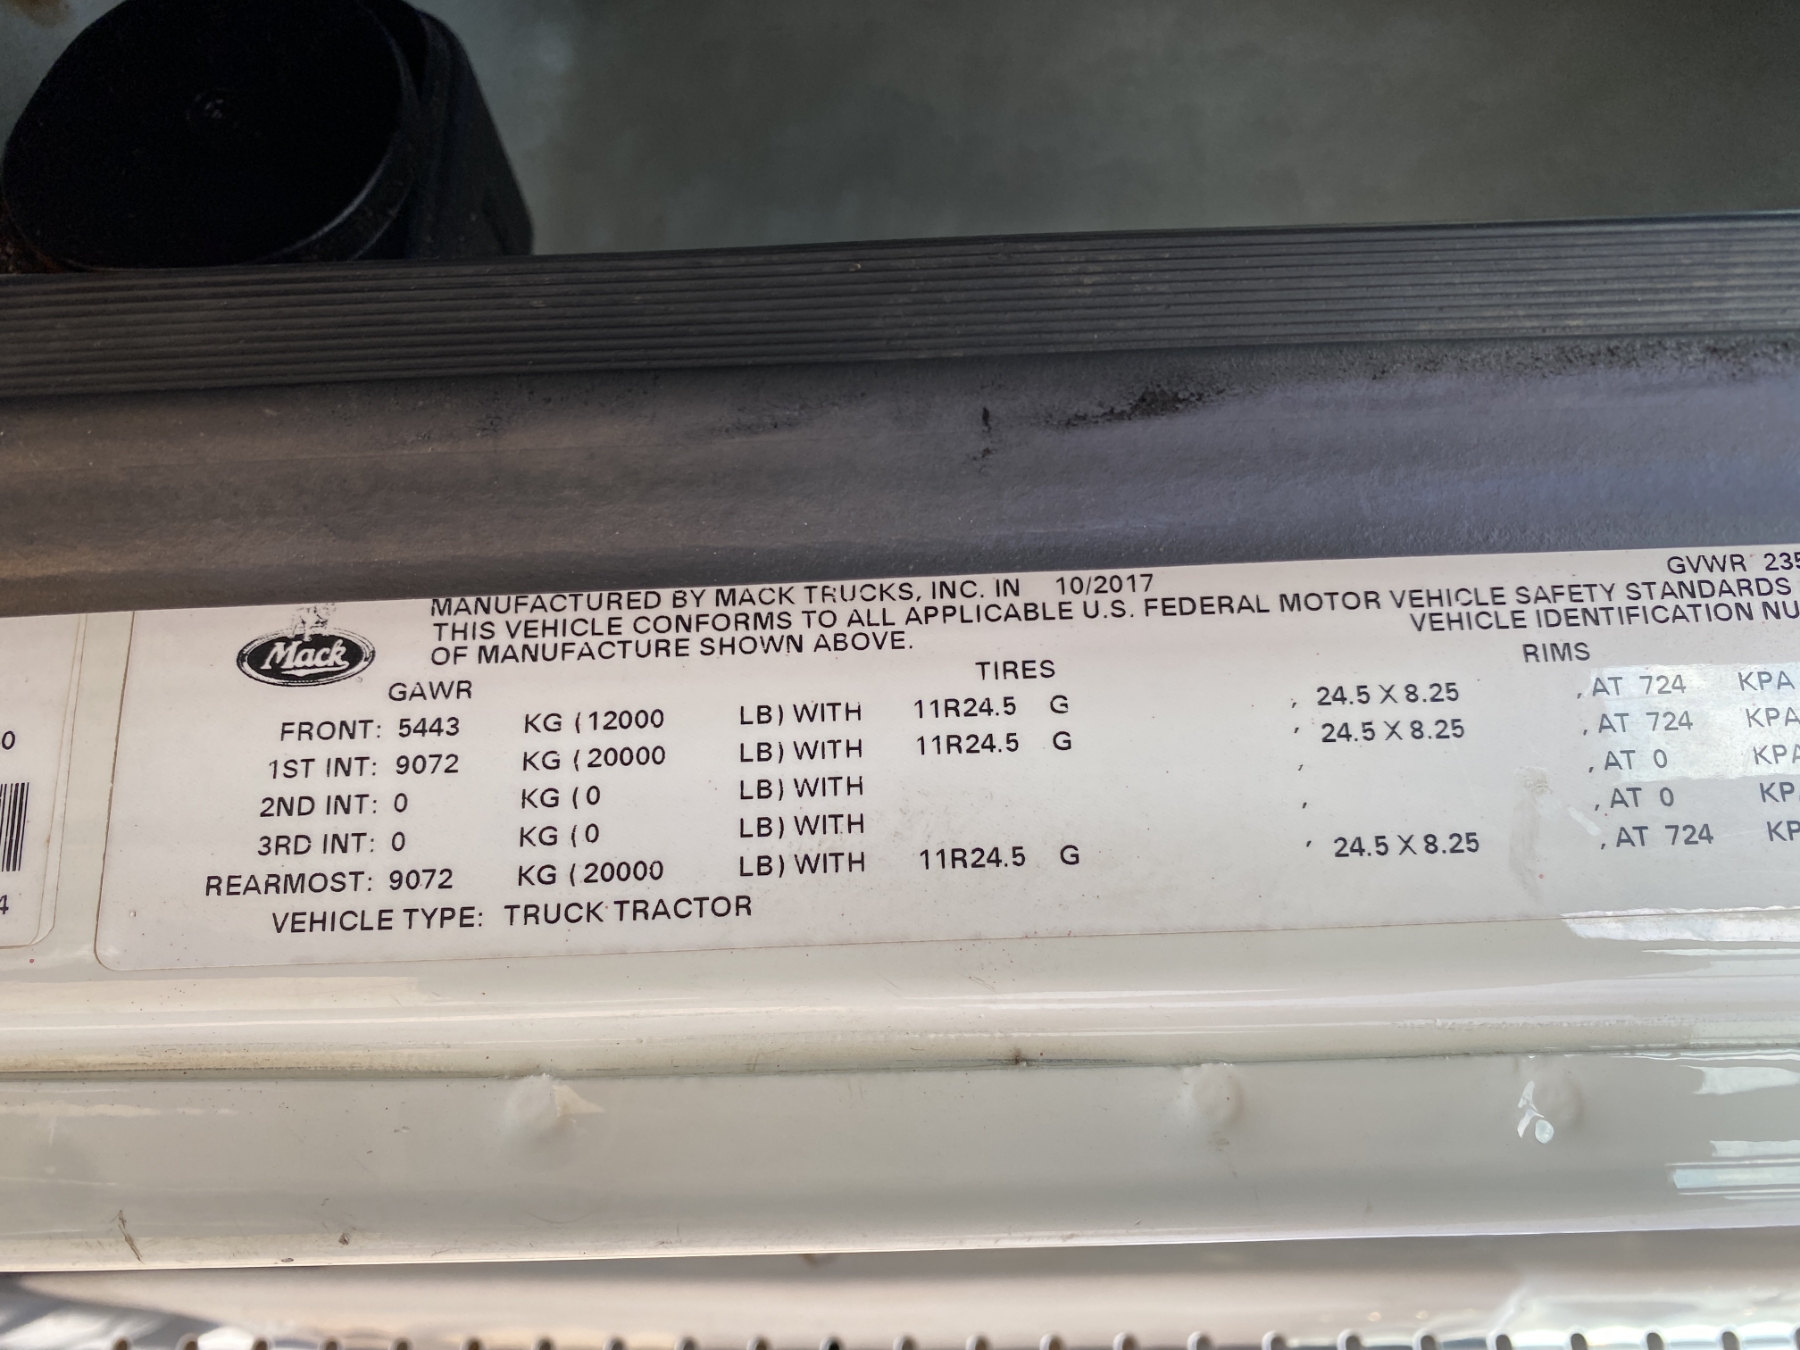 GVWR 235
MANUFACTURED BY MACK TRUCKS, INC. IN 10/2017
THIS VEHICLE CONFORMS TO ALL APPLICABLE U.S. FEDERAL MOTOR VEHICLE SAFETY STANDARDS
OF MANUFACTURE SHOWN ABOVE. VEHICLE IDENTIFICATION NU
Mack
GAWR TIRES RIMS
FRONT: 5443 KG (12000 LB) WITH 11R24.5 G , 24.5 X 8.25 , AT 724 KPA
1ST INT: 9072 KG (20000 LB) WITH 11R24.5 G , 24.5 X 8.25 , AT 724 KPA
2ND INT: 0 KG (0 LB) WITH , , AT 0 KPA
3RD INT: 0 KG (0 LB) WITH , , AT 0 KP
REARMOST: 9072 KG (20000 LB) WITH 11R24.5 G , 24.5 X 8.25 , AT 724 KP
VEHICLE TYPE: TRUCK TRACTOR
0
4